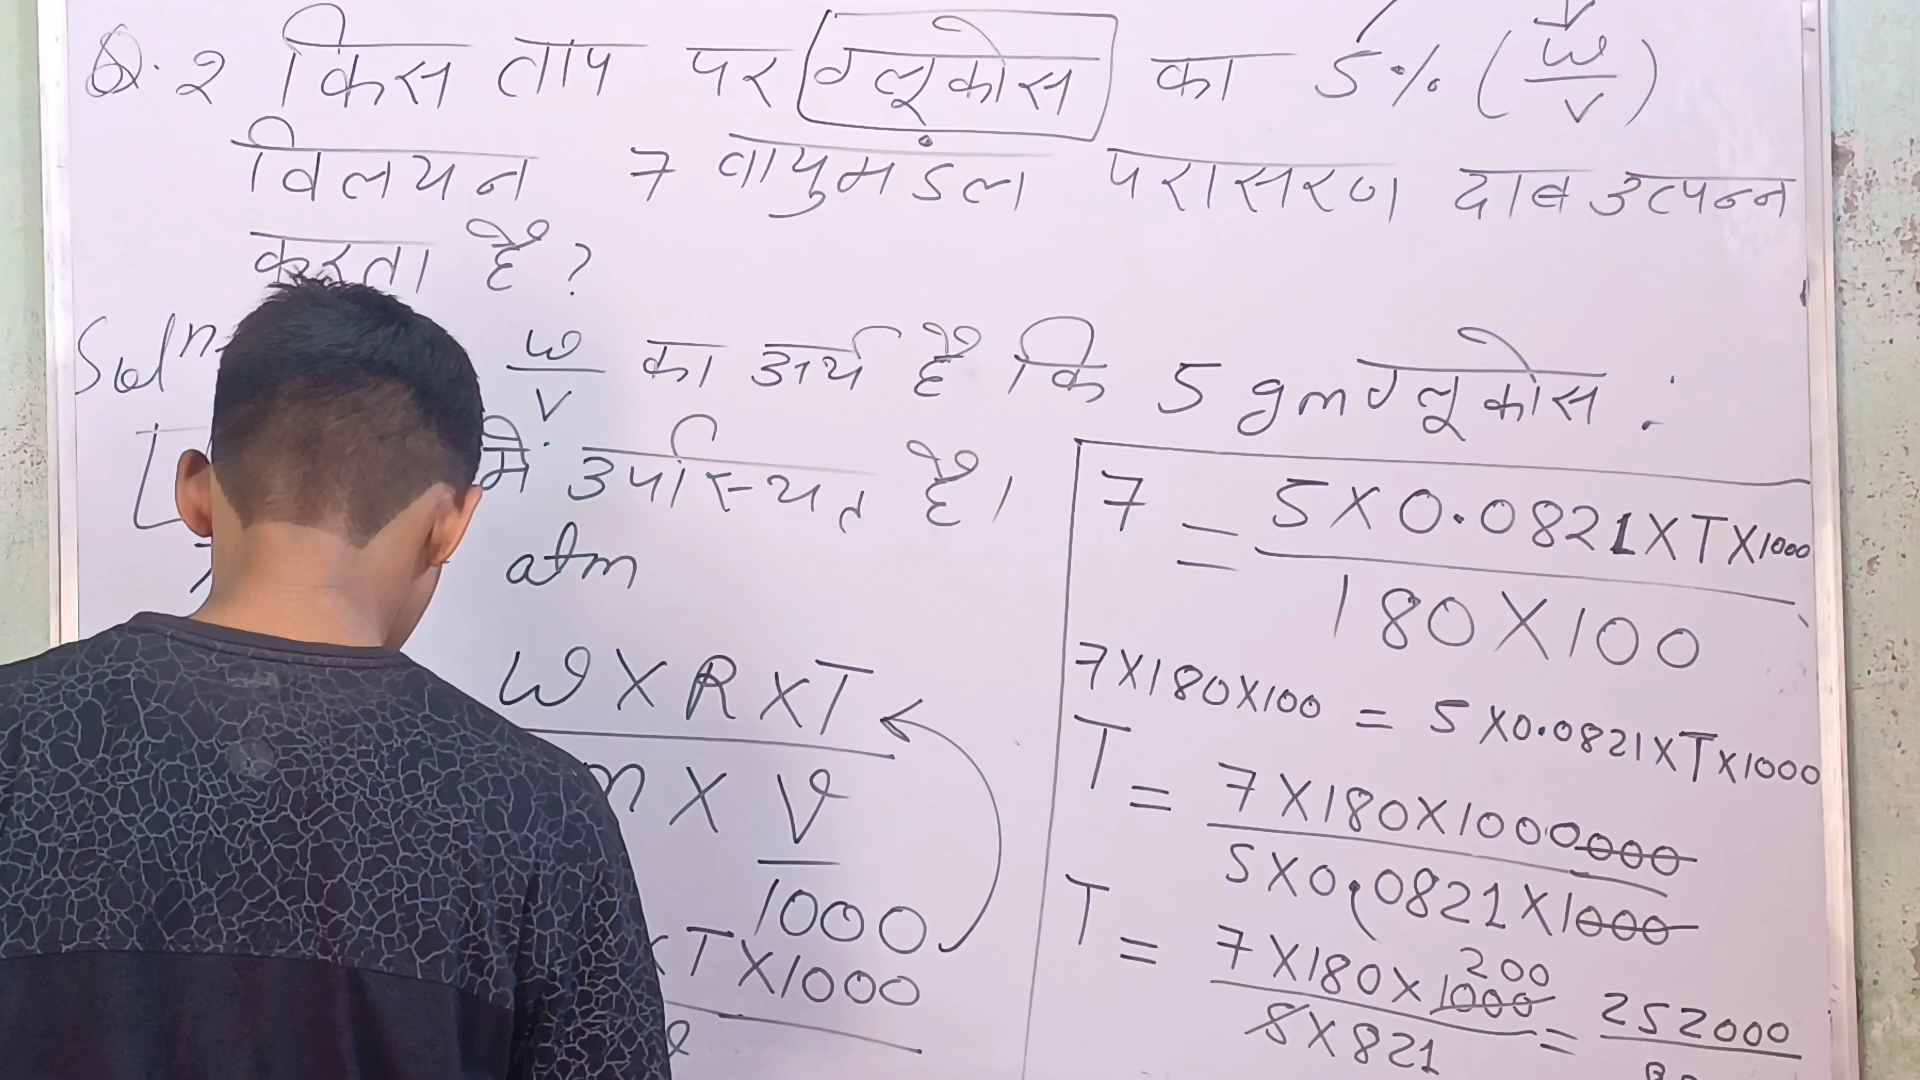 Q.2 किस ताप पर ग्लूकोस का 5% (w/v)
विलयन 7 वायुमंडल परासरण दाब उत्पन्न
करता है?
Soln. w/v का अर्थ है कि 5 gm ग्लूकोस :
में उपस्थित है।
atm
W X R X T
m X V
1000
X T X 1000
7 = 5 X 0.0821 X T X 1000
180 X 100
7 X 180 X 100 = 5 X 0.0821 X T X 1000
T = 7 X 180 X 1000000
5 X 0.0821 X 1000
T = 7 X 180 X 1000 200
5 X 821
= 252000